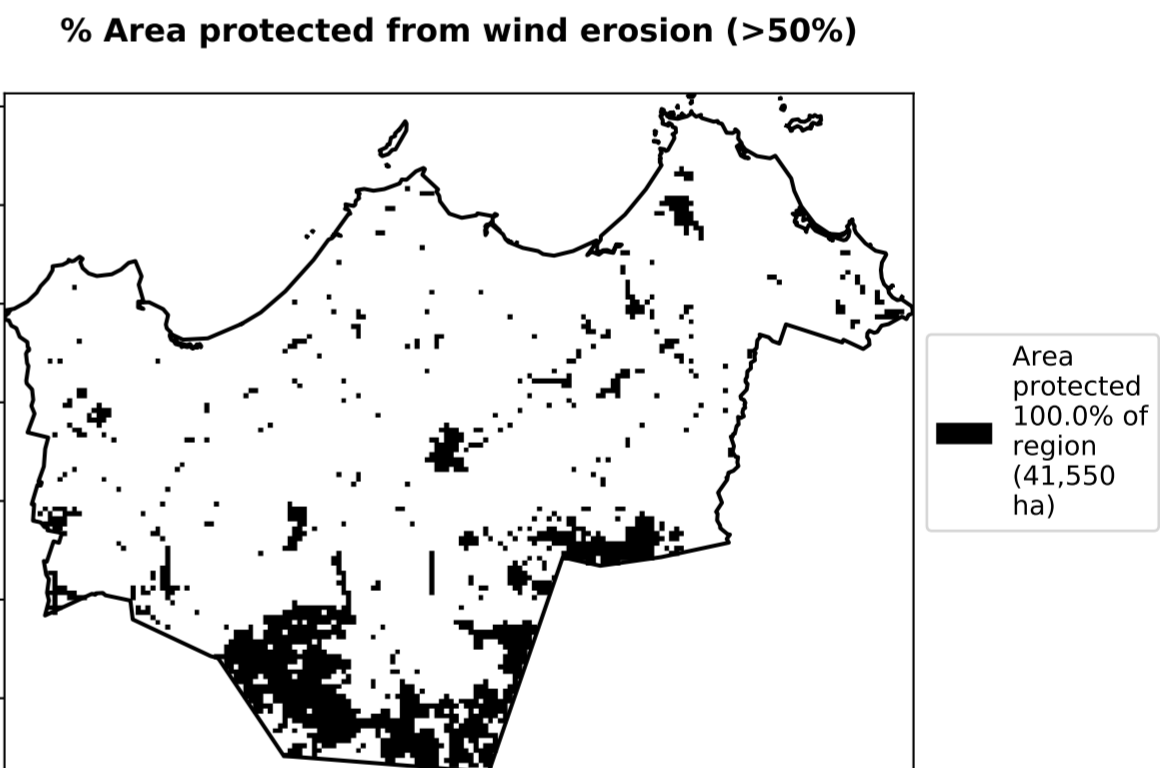 % Area protected from wind erosion (>50%)
Area
protected
100.0% of
region
(41,550
ha)